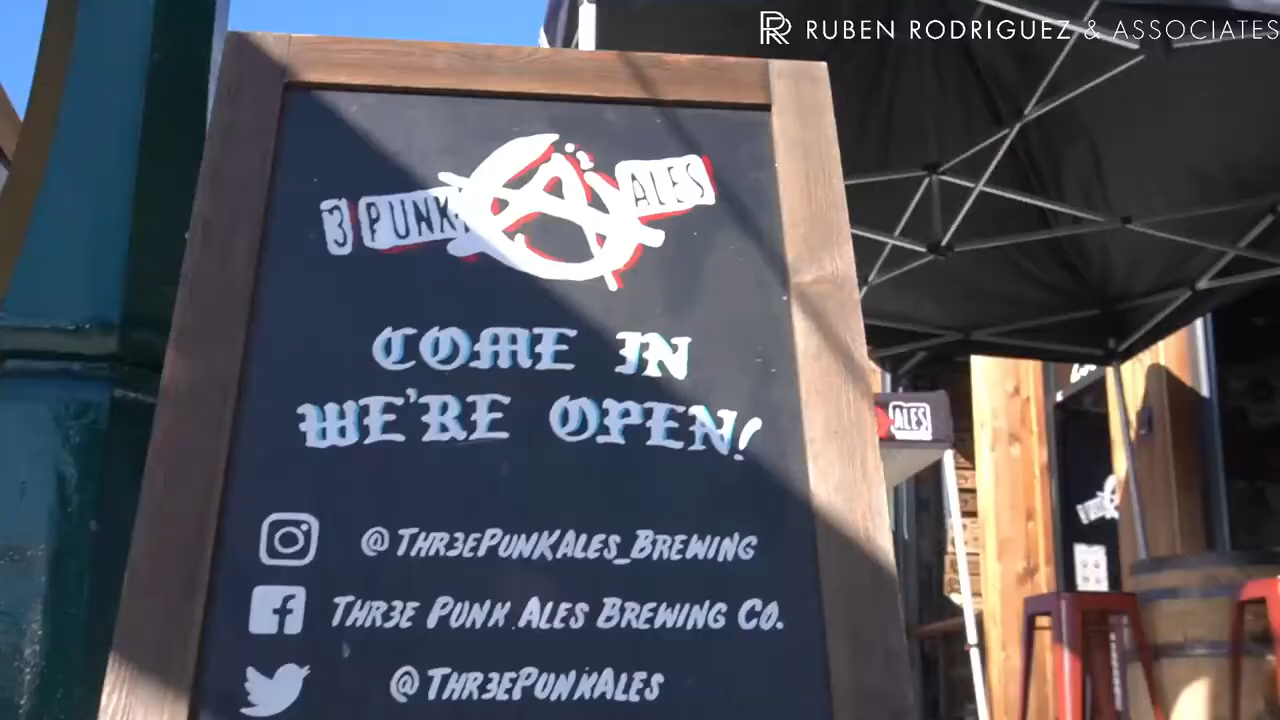 RUBEN RODRIGUEZ & ASSOCIATES
3 PUNK ALES
COME IN
WE'RE OPEN!
@THR3EPUNKALES_BREWING
THR3E PUNK ALES BREWING CO.
@THR3EPUNKALES
ALES